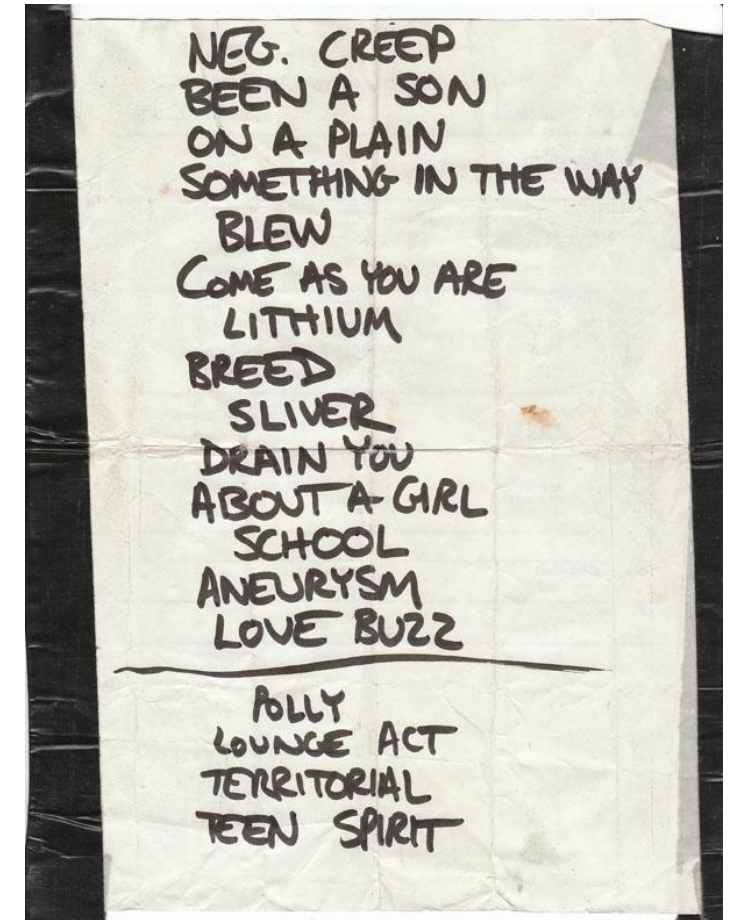 NEG. CREEP
BEEN A SON
ON A PLAIN
SOMETHING IN THE WAY
BLEW
COME AS YOU ARE
LITHIUM
BREED
SLIVER
DRAIN YOU
ABOUT A GIRL
SCHOOL
ANEURYSM
LOVE BUZZ
POLLY
LOUNGE ACT
TERRITORIAL
TEEN SPIRIT